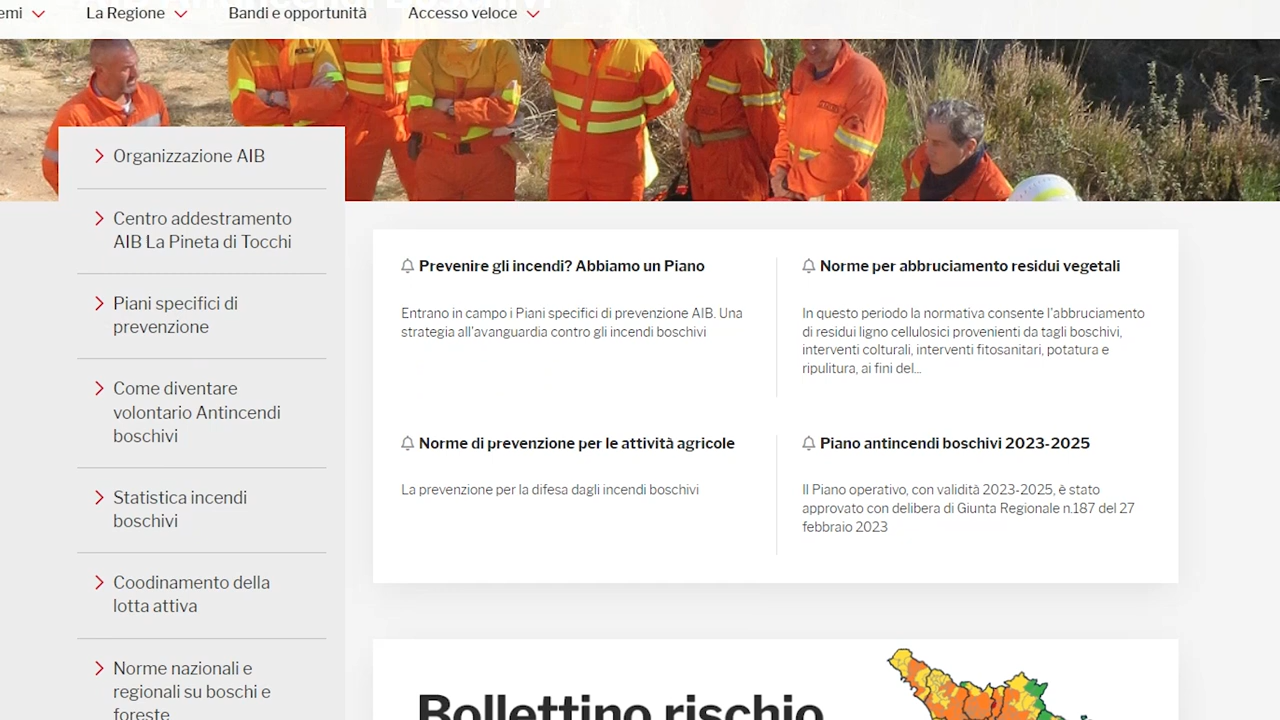 La Regione
Bandi e opportunità
Accesso veloce
Organizzazione AIB
Centro addestramento
AIB La Pineta di Tocchi
Piani specifici di
prevenzione
Come diventare
volontario Antincendi
boschivi
Statistica incendi
boschivi
Coodinamento della
lotta attiva
Norme nazionali e
regionali su boschi e
foreste
Prevenire gli incendi? Abbiamo un Piano
Entrano in campo i Piani specifici di prevenzione AIB. Una
strategia all'avanguardia contro gli incendi boschivi
Norme per abbruciamento residui vegetali
In questo periodo la normativa consente l'abbruciamento
di residui ligno cellulosici provenienti da tagli boschivi,
interventi colturali, interventi fitosanitari, potatura e
ripulitura, ai fini del...
Norme di prevenzione per le attività agricole
La prevenzione per la difesa dagli incendi boschivi
Piano antincendi boschivi 2023-2025
Il Piano operativo, con validità 2023-2025, è stato
approvato con delibera di Giunta Regionale n.187 del 27
febbraio 2023
Bollettino rischio